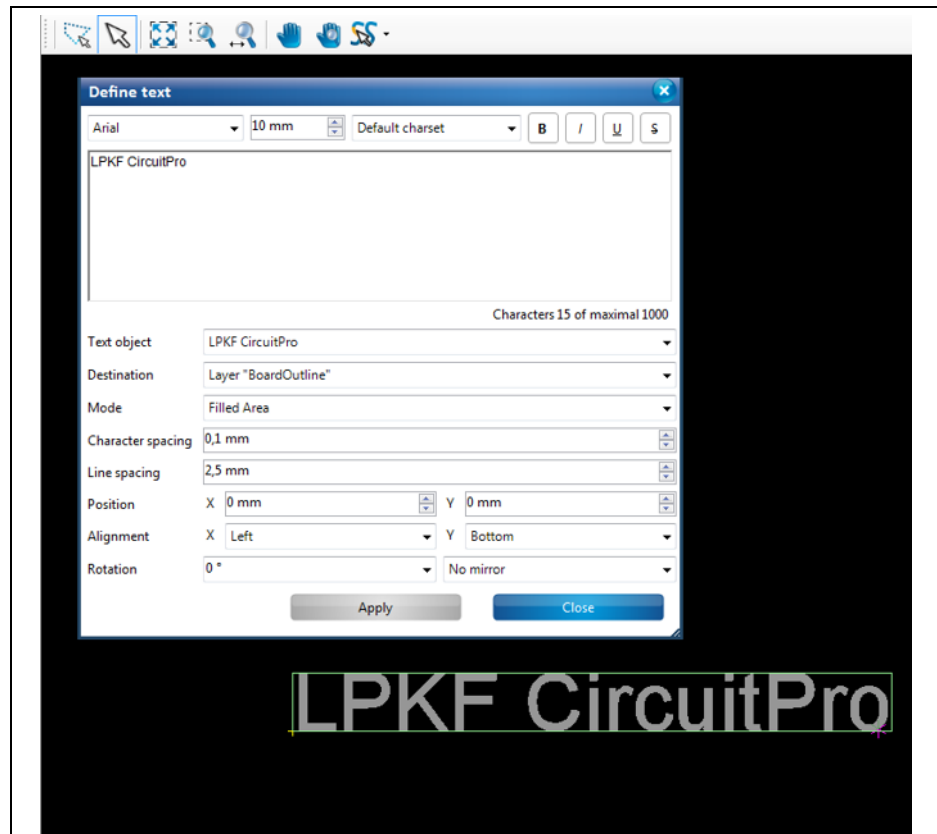 Define text
Arial 10 mm Default charset B I U S
LPKF CircuitPro
Characters 15 of maximal 1000
Text object LPKF CircuitPro
Destination Layer "BoardOutline"
Mode Filled Area
Character spacing 0,1 mm
Line spacing 2,5 mm
Position X 0 mm Y 0 mm
Alignment X Left Y Bottom
Rotation 0 ° No mirror
Apply Close
LPKF CircuitPro